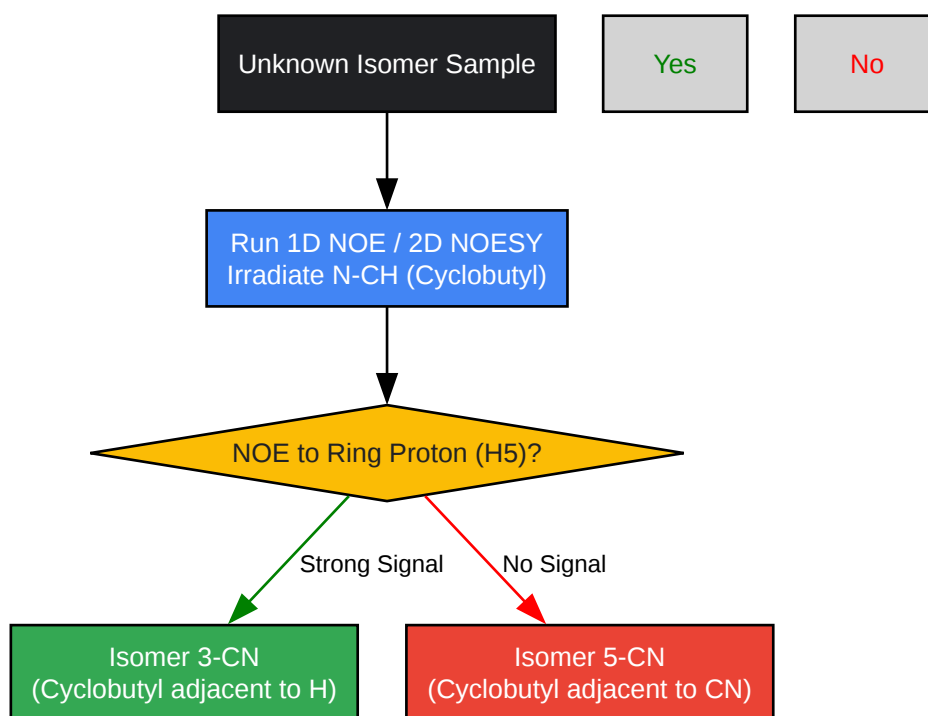 Unknown Isomer Sample
Yes
No
Run 1D NOE / 2D NOESY
Irradiate N-CH (Cyclobutyl)
NOE to Ring Proton (H5)?
Strong Signal
No Signal
Isomer 3-CN
(Cyclobutyl adjacent to H)
Isomer 5-CN
(Cyclobutyl adjacent to CN)